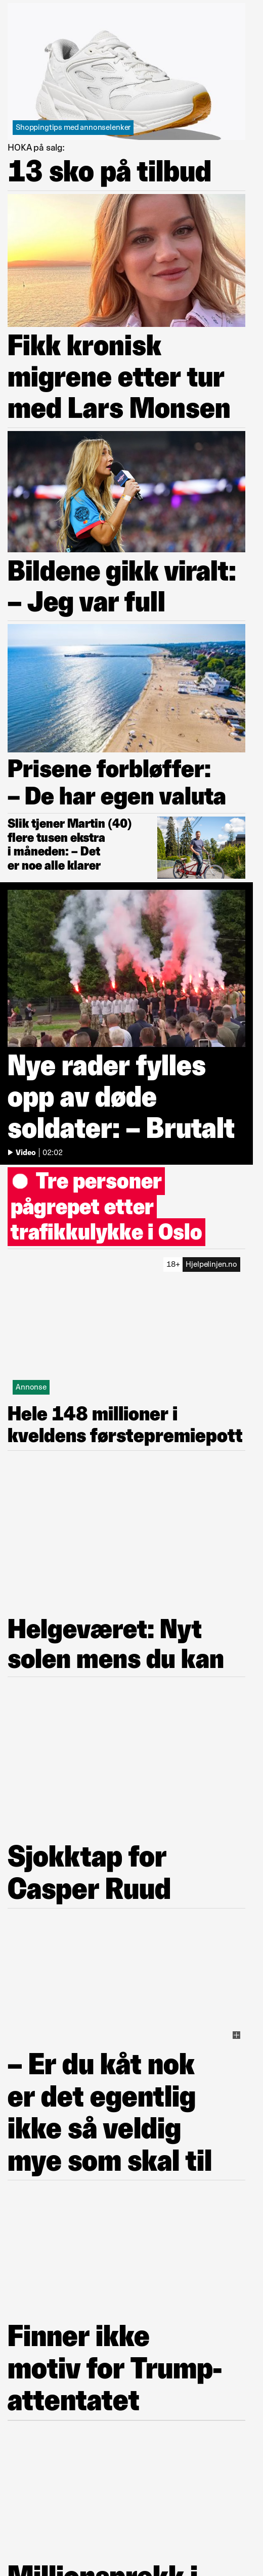 Shoppingtips med annonselenker
HOKA på salg:
13 sko på tilbud
Fikk kronisk
migrene etter tur
med Lars Monsen
Bildene gikk viralt:
– Jeg var full
Prisene forbløffer:
– De har egen valuta
Slik tjener Martin (40)
flere tusen ekstra
i måneden: – Det
er noe alle klarer
Nye rader fylles
opp av døde
soldater: – Brutalt
Video | 02:02
Tre personer
pågrepet etter
trafikkulykke i Oslo
18+ Hjelpelinjen.no
Annonse
Hele 148 millioner i
kveldens førstepremiepott
Helgeværet: Nyt
solen mens du kan
Sjokktap for
Casper Ruud
– Er du kåt nok
er det egentlig
ikke så veldig
mye som skal til
Finner ikke
motiv for Trump-
attentatet